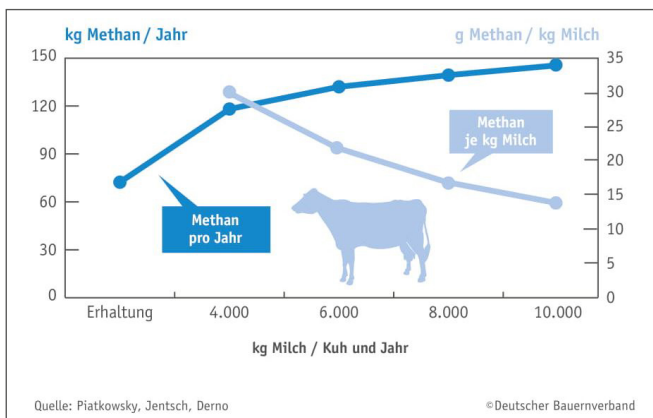 kg Methan / Jahr
g Methan / kg Milch
150
120
90
60
30
0
35
30
25
20
15
10
5
0
Methan
je kg Milch
Methan
pro Jahr
Erhaltung 4.000 6.000 8.000 10.000
kg Milch / Kuh und Jahr
Quelle: Piatkowsky, Jentsch, Derno
©Deutscher Bauernverband